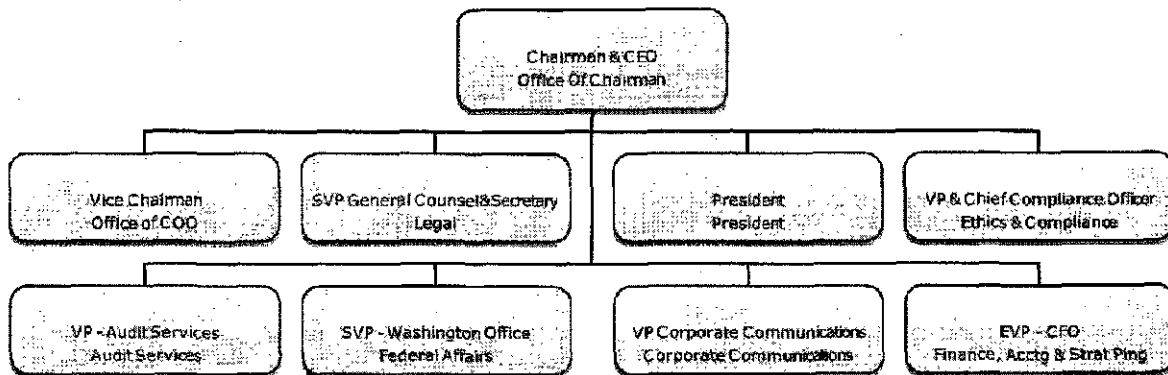 Chairman & CEO
Office Of Chairman
Vice Chairman
Office of COO
SVP General Counsel&Secretary
Legal
President
President
VP & Chief Compliance Officer
Ethics & Compliance
VP - Audit Services
Audit Services
SVP - Washington Office
Federal Affairs
VP Corporate Communications
Corporate Communications
EVP - CFO
Finance, Acctg & Strat Plng